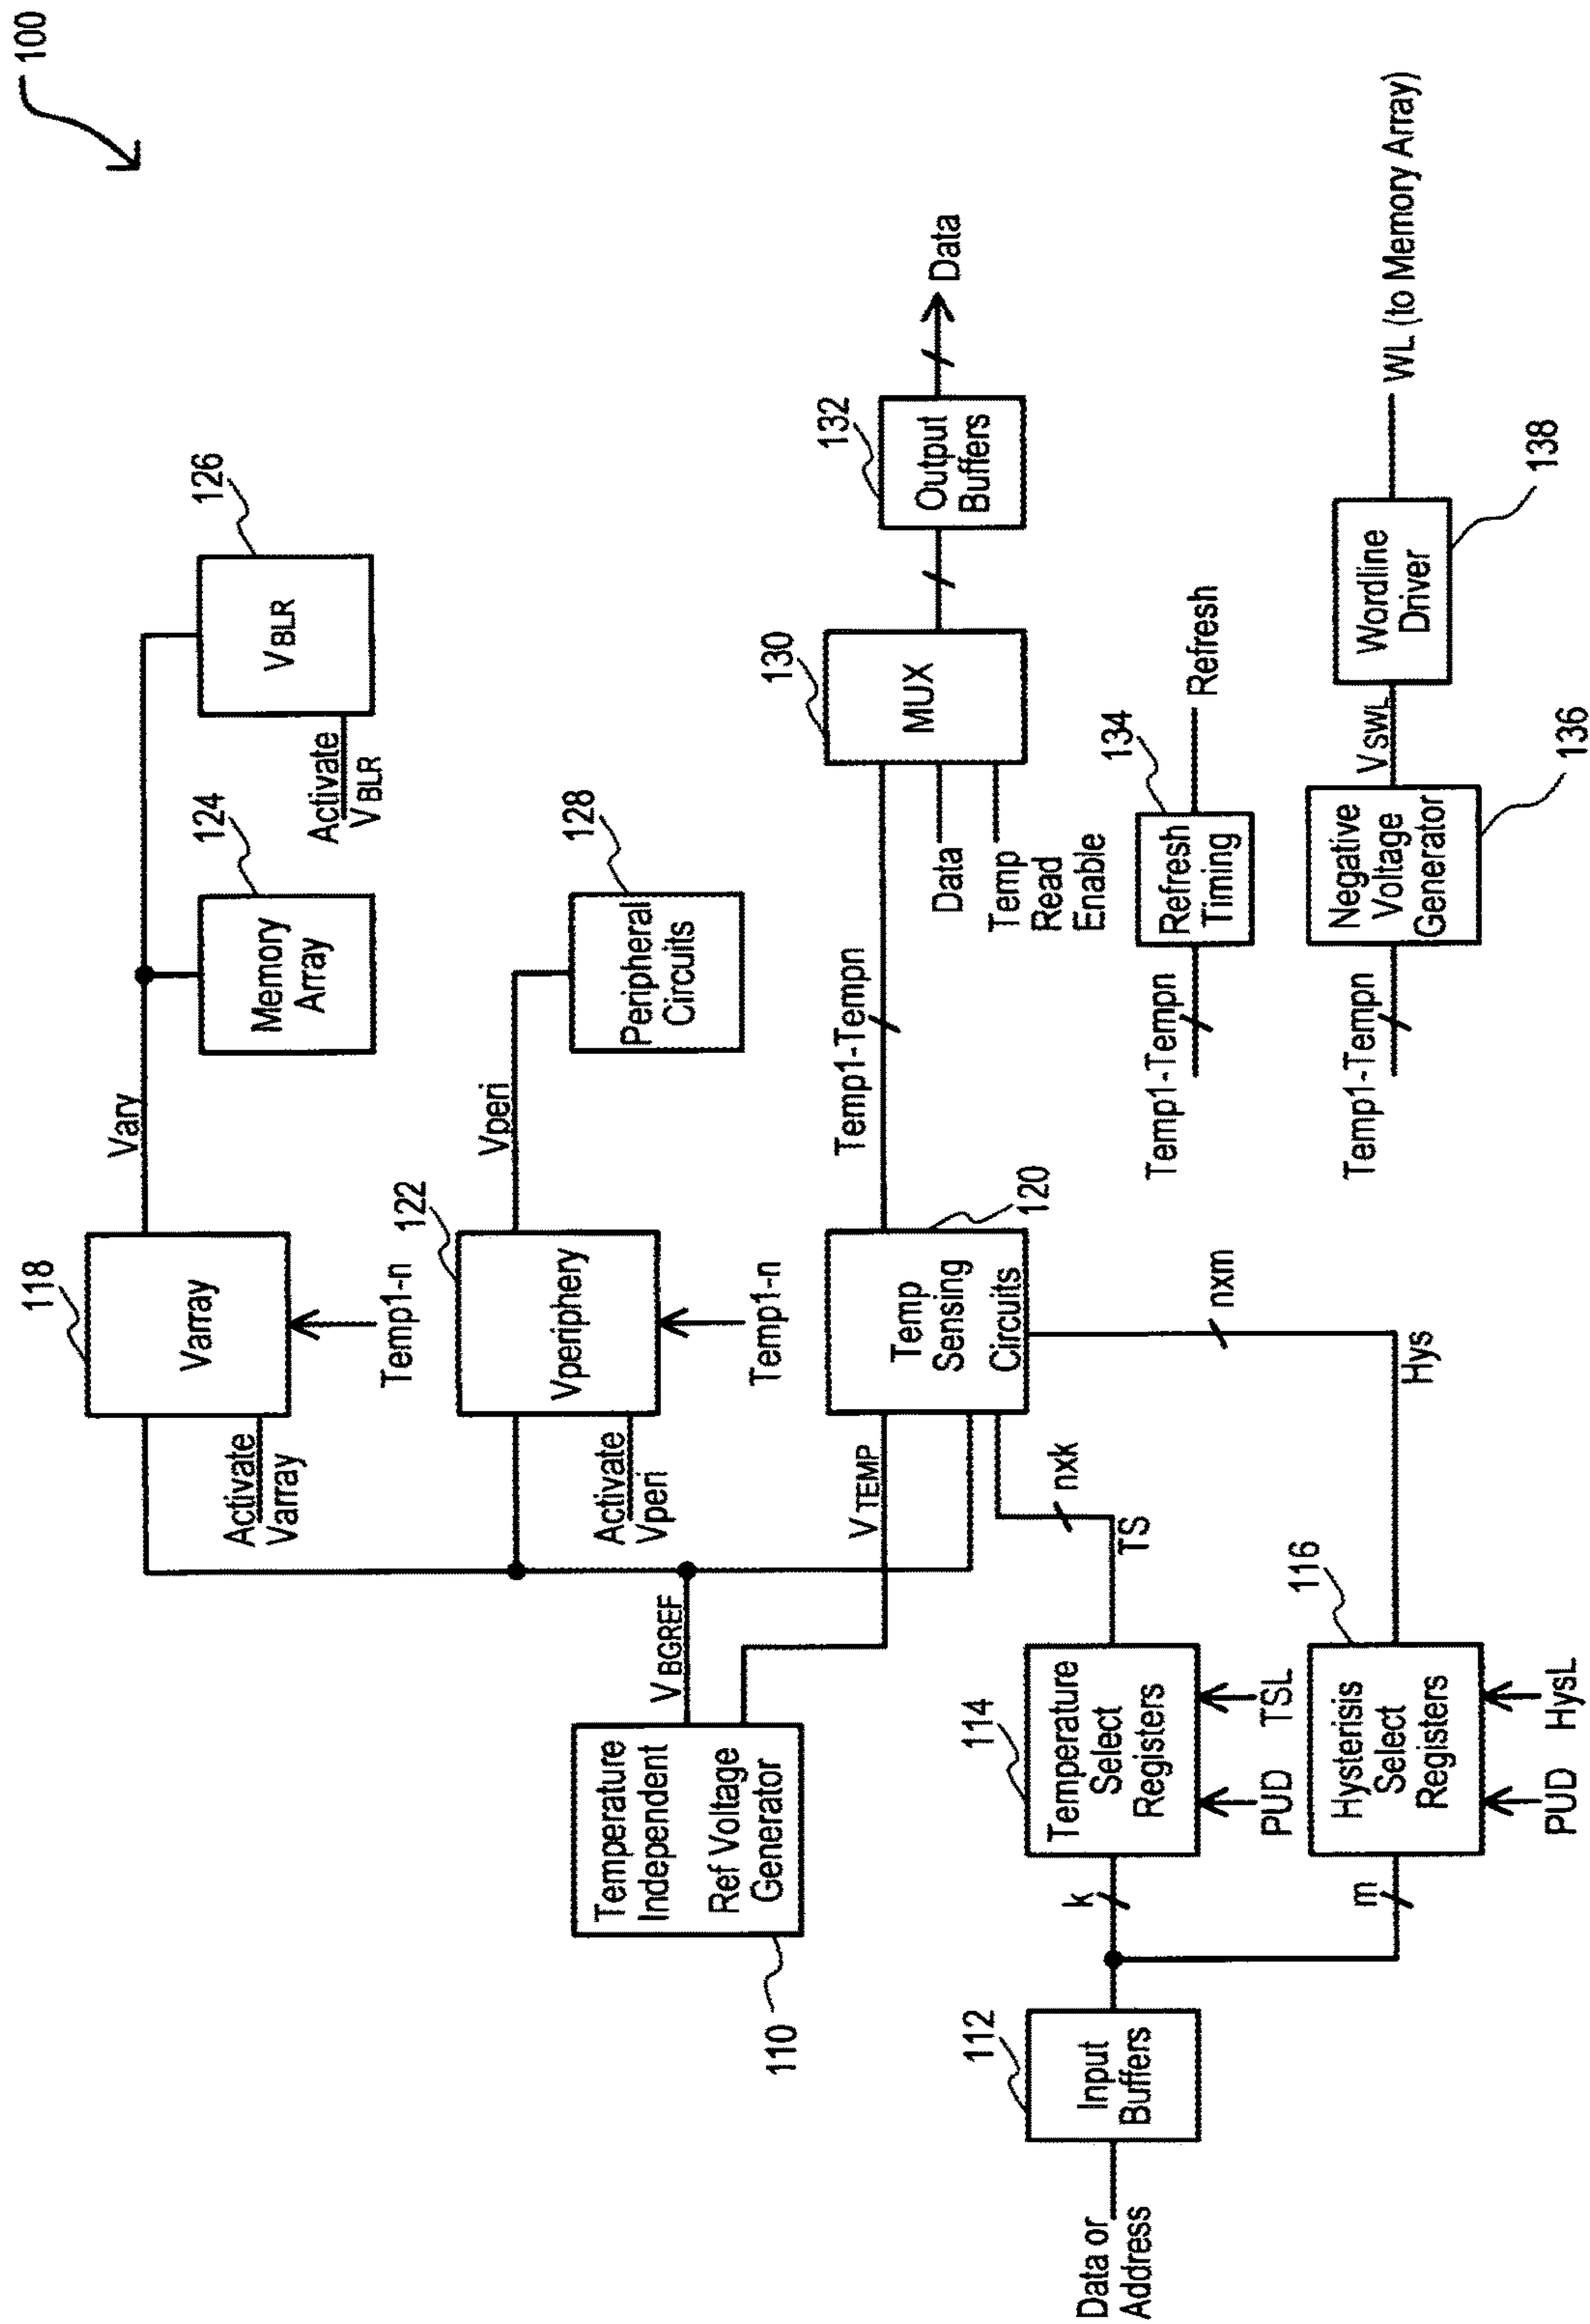 100
126
VBLR
Activate
VBLR
124
Memory
Array
Vary
118
Varray
Activate
Varray
Temp1-n
128
Peripheral
Circuits
Vperi
122
Vperiphery
Activate
Vperi
Temp1-n
VBGREF
Temperature
Independent
Ref Voltage
Generator
110
VTEMP
Temp
Sensing
Circuits
120
Temp1-Tempn
130
MUX
Data
Temp
Read
Enable
132
Output
Buffers
Data
Data or
Address
112
Input
Buffers
k
m
114
Temperature
Select
Registers
PUD
TSL
nxk
TS
116
Hysterisis
Select
Registers
PUD
HysL
nxm
Hys
Temp1-Tempn
134
Refresh
Timing
Refresh
Temp1-Tempn
Negative
Voltage
Generator
136
VSWL
Wordline
Driver
138
WL (to Memory Array)